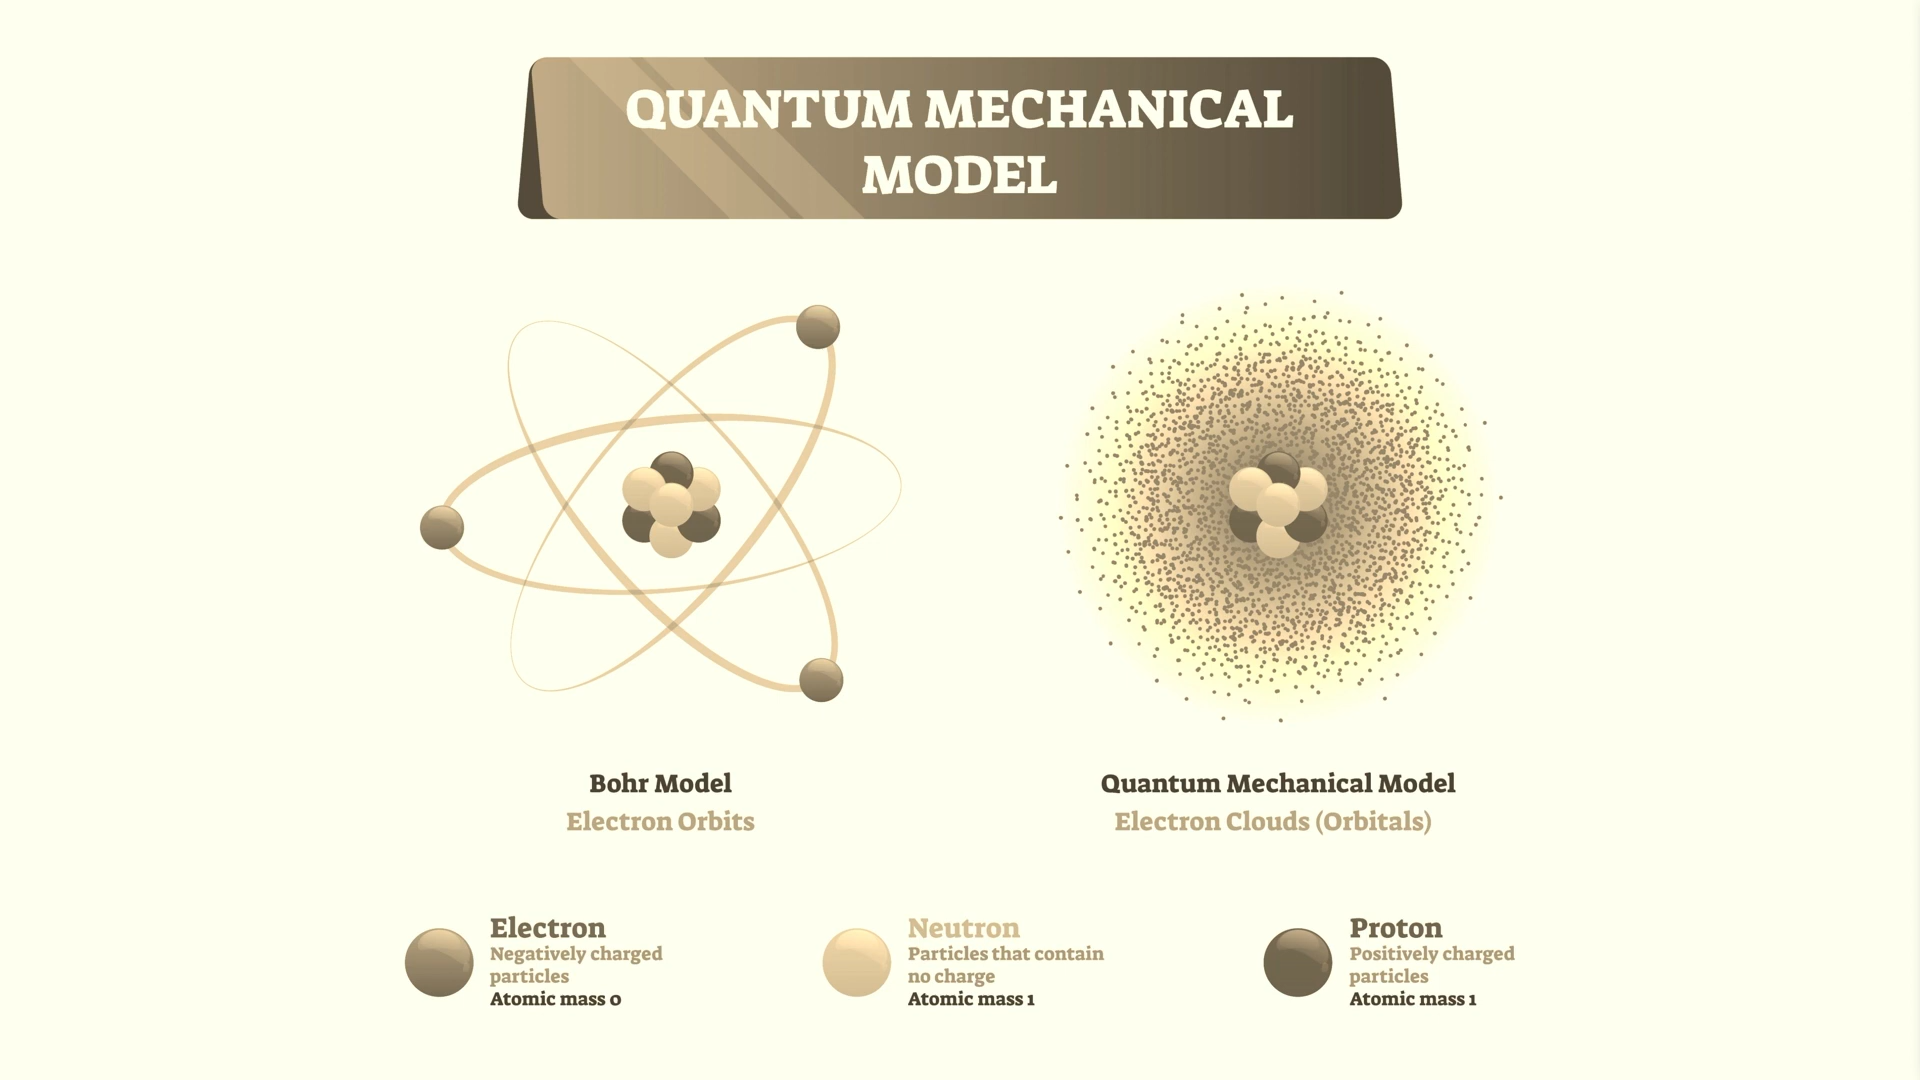 QUANTUM MECHANICAL
MODEL
Bohr Model
Electron Orbits
Quantum Mechanical Model
Electron Clouds (Orbitals)
Electron
Negatively charged
particles
Atomic mass 0
Neutron
Particles that contain
no charge
Atomic mass 1
Proton
Positively charged
particles
Atomic mass 1